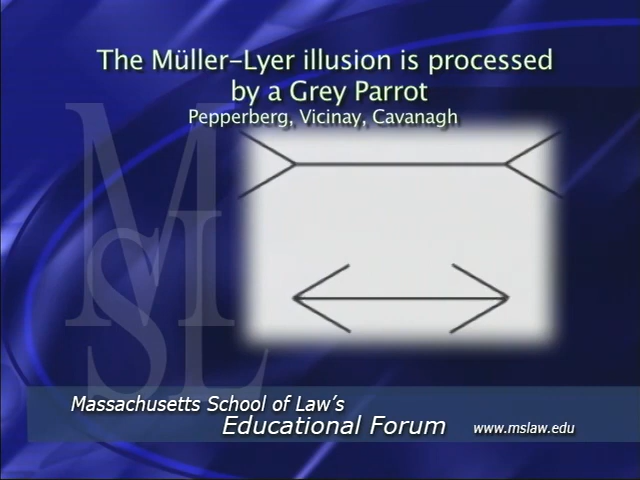 The Müller-Lyer illusion is processed
by a Grey Parrot
Pepperberg, Vicinay, Cavanagh
MSL
Massachusetts School of Law's
Educational Forum
www.mslaw.edu